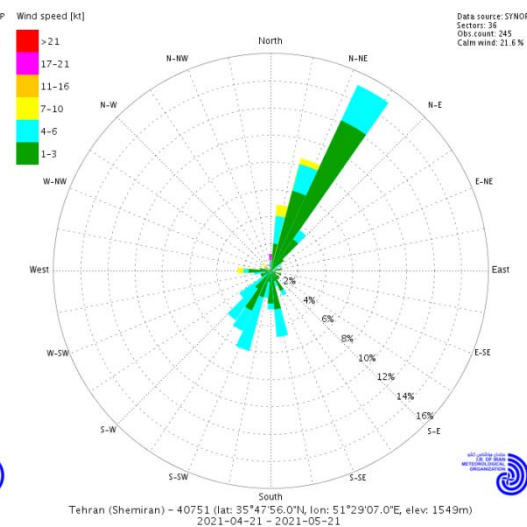 P Wind speed [kt]
>21
17-21
11-16
7-10
4-6
1-3
Data source: SYNOP
Sectors: 36
Obs.count: 245
Calm wind: 21.6 %
North
N-NW
N-NE
N-W
N-E
W-NW
E-NE
West
East
2%
4%
6%
8%
10%
12%
14%
16%
W-SW
E-SE
S-W
S-E
S-SW
S-SE
South
I.R. OF IRAN
METEOROLOGICAL
ORGANIZATION
Tehran (Shemiran) - 40751 (lat: 35°47'56.0"N, lon: 51°29'07.0"E, elev: 1549m)
2021-04-21 - 2021-05-21